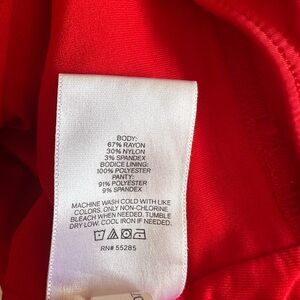 BODY:
67% RAYON
30% NYLON
3% SPANDEX
BODICE LINING:
100% POLYESTER
PANTY:
91% POLYESTER
9% SPANDEX
MACHINE WASH COLD WITH LIKE
COLORS. ONLY NON-CHLORINE
BLEACH WHEN NEEDED. TUMBLE
DRY LOW. COOL IRON IF NEEDED.
RN# 55285